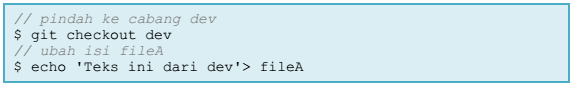 // pindah ke cabang dev
$ git checkout dev
// ubah isi fileA
$ echo 'Teks ini dari dev'> fileA